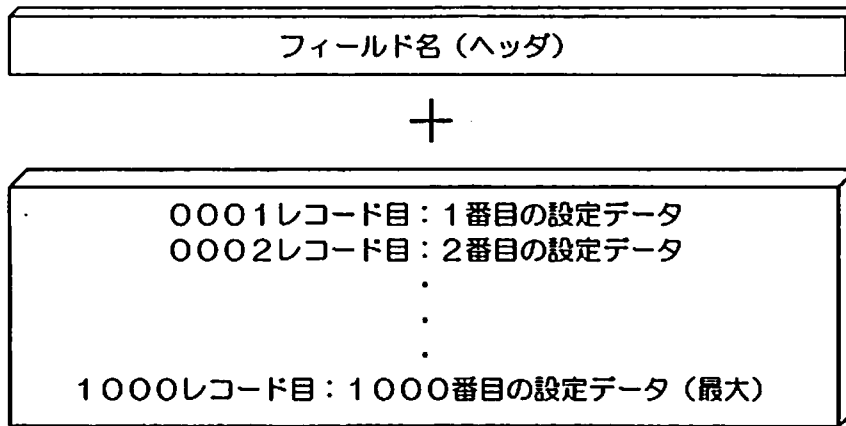 フィールド名（ヘッダ）
＋
０００１レコード目：１番目の設定データ
０００２レコード目：２番目の設定データ
・
・
・
１０００レコード目：１０００番目の設定データ（最大）